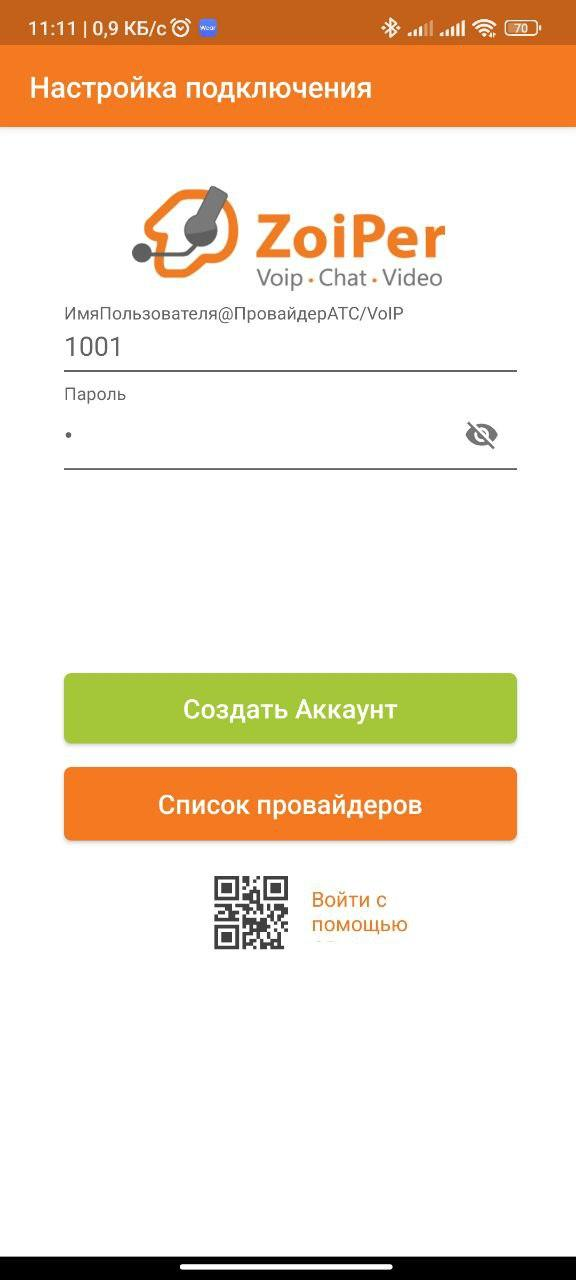 11:11 | 0,9 КБ/с Wear 70
Настройка подключения
ZoiPer
Voip · Chat · Video
ИмяПользователя@ПровайдерАТС/VoIP
1001
Пароль
•
Создать Аккаунт
Список провайдеров
Войти с
помощью